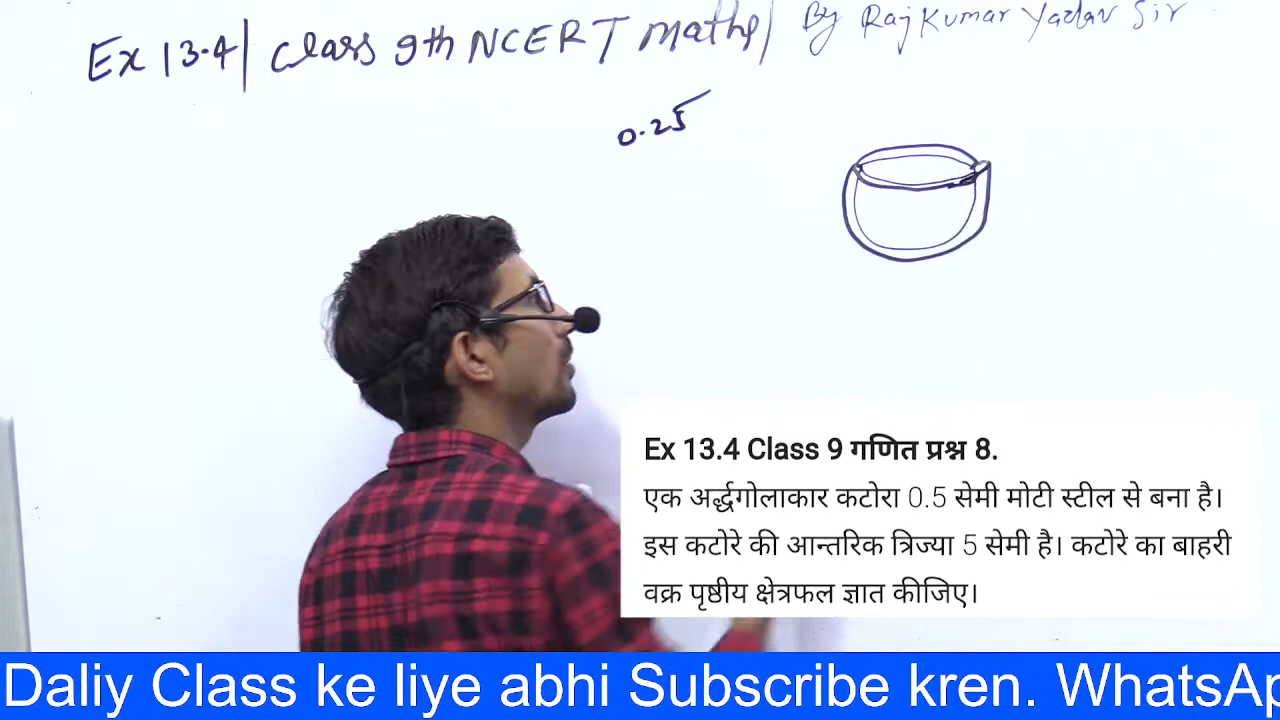 Ex 13.4| Class 9th NCERT maths| By Raj Kumar Yadav Sir
0.25
Ex 13.4 Class 9 गणित प्रश्न 8.
एक अर्द्धगोलाकार कटोरा 0.5 सेमी मोटी स्टील से बना है।
इस कटोरे की आन्तरिक त्रिज्या 5 सेमी है। कटोरे का बाहरी
वक्र पृष्ठीय क्षेत्रफल ज्ञात कीजिए।
Daliy Class ke liye abhi Subscribe kren. WhatsAp